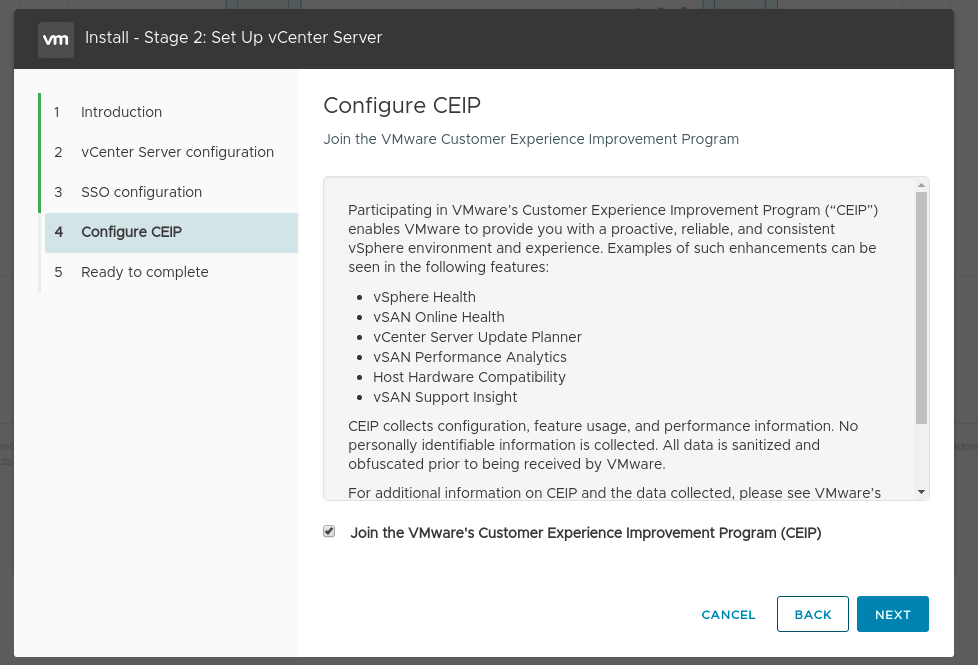 vm Install - Stage 2: Set Up vCenter Server
1 Introduction
2 vCenter Server configuration
3 SSO configuration
4 Configure CEIP
5 Ready to complete
Configure CEIP
Join the VMware Customer Experience Improvement Program
Participating in VMware’s Customer Experience Improvement Program (“CEIP”)
enables VMware to provide you with a proactive, reliable, and consistent
vSphere environment and experience. Examples of such enhancements can be
seen in the following features:
• vSphere Health
• vSAN Online Health
• vCenter Server Update Planner
• vSAN Performance Analytics
• Host Hardware Compatibility
• vSAN Support Insight
CEIP collects configuration, feature usage, and performance information. No
personally identifiable information is collected. All data is sanitized and
obfuscated prior to being received by VMware.
For additional information on CEIP and the data collected, please see VMware’s
Join the VMware's Customer Experience Improvement Program (CEIP)
CANCEL BACK NEXT